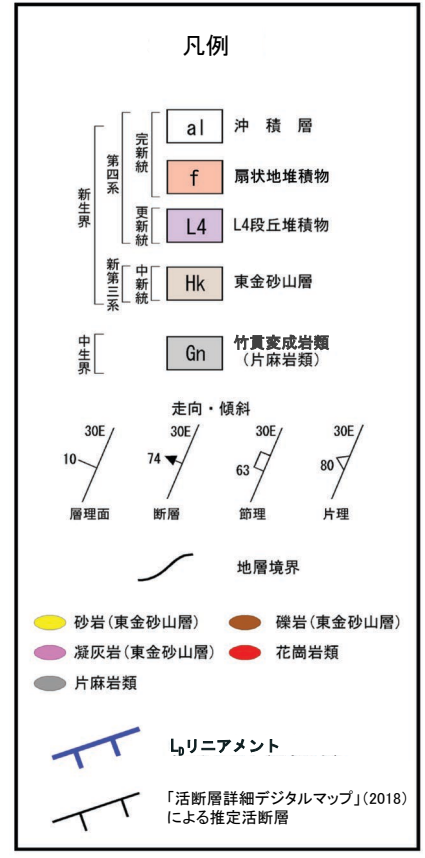 凡例
新生界
第四系
完新統
al 沖積層
f 扇状地堆積物
更新統
L4 L4段丘堆積物
新第三系
中新統
Hk 東金砂山層
中生界
Gn 竹貫変成岩類
（片麻岩類）
走向・傾斜
30E 30E 30E 30E
10 74 63 80
層理面 断層 節理 片理
地層境界
砂岩（東金砂山層） 礫岩（東金砂山層）
凝灰岩（東金砂山層） 花崗岩類
片麻岩類
LDリニアメント
「活断層詳細デジタルマップ」（2018）
による推定活断層